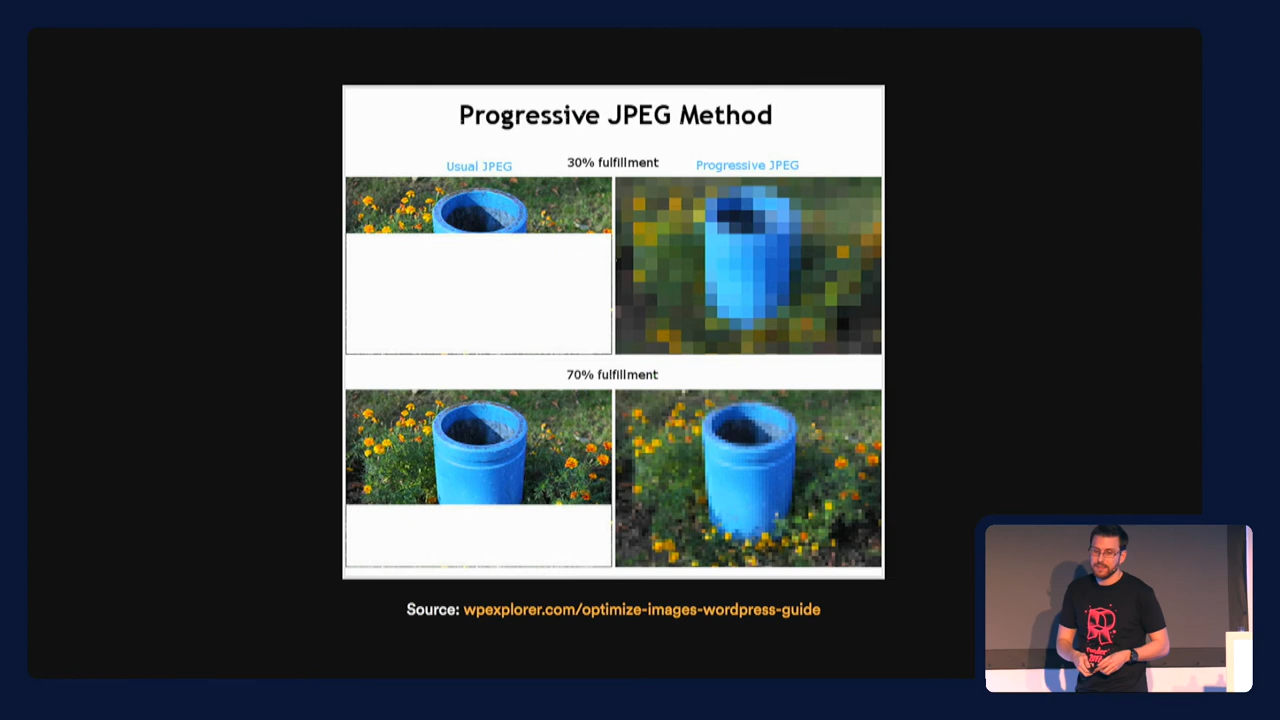 Progressive JPEG Method
Usual JPEG
30% fulfillment
Progressive JPEG
70% fulfillment
Source: wpexplorer.com/optimize-images-wordpress-guide